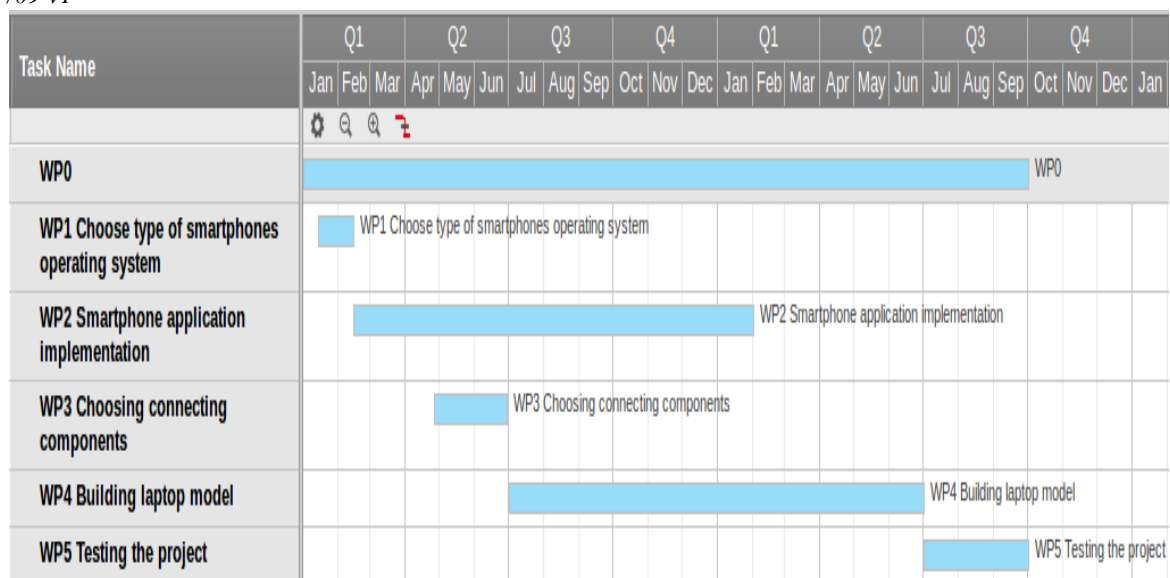 Q1 Q2 Q3 Q4 Q1 Q2 Q3 Q4
Task Name
Jan Feb Mar Apr May Jun Jul Aug Sep Oct Nov Dec Jan Feb Mar Apr May Jun Jul Aug Sep Oct Nov Dec Jan
WP0
WP0
WP1 Choose type of smartphones
operating system
WP1 Choose type of smartphones operating system
WP2 Smartphone application
implementation
WP2 Smartphone application implementation
WP3 Choosing connecting
components
WP3 Choosing connecting components
WP4 Building laptop model
WP4 Building laptop model
WP5 Testing the project
WP5 Testing the project